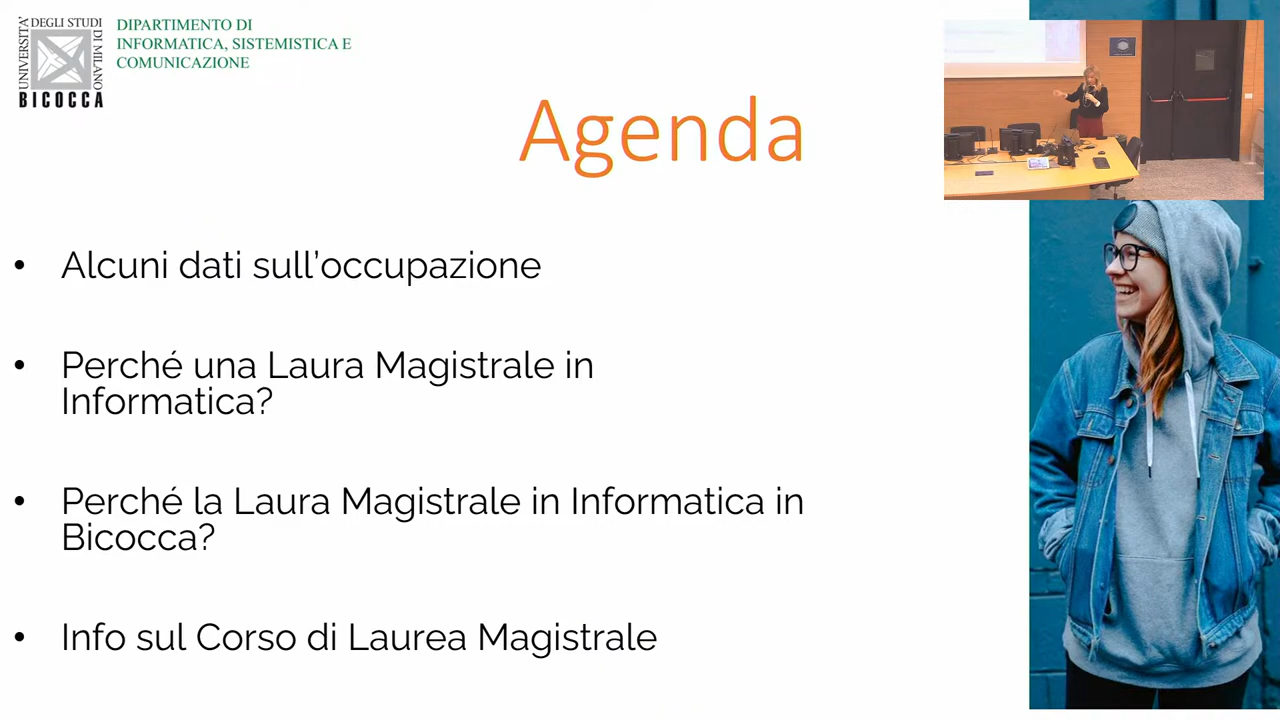 UNIVERSITA'
DEGLI STUDI
DI MILANO
BICOCCA
DIPARTIMENTO DI
INFORMATICA, SISTEMISTICA E
COMUNICAZIONE
Agenda
• Alcuni dati sull'occupazione
• Perché una Laura Magistrale in
Informatica?
• Perché la Laura Magistrale in Informatica in
Bicocca?
• Info sul Corso di Laurea Magistrale